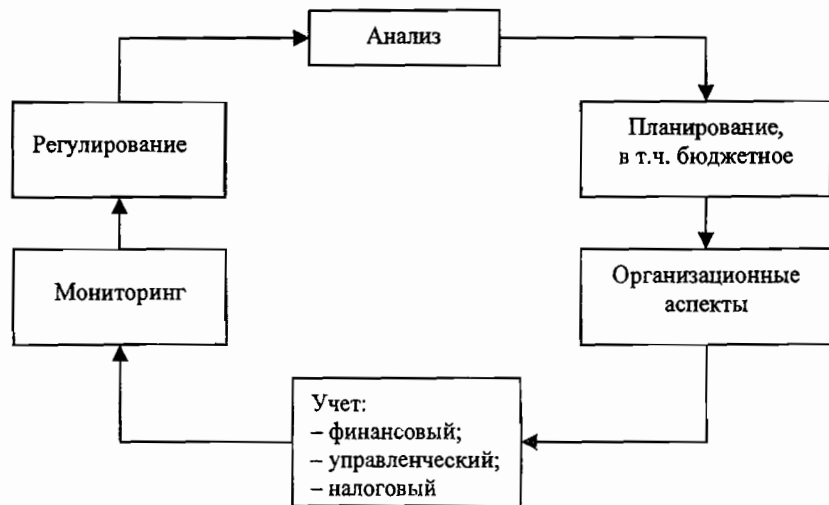 Анализ
Планирование,
в т.ч. бюджетное
Организационные
аспекты
Учет:
– финансовый;
– управленческий;
– налоговый
Мониторинг
Регулирование